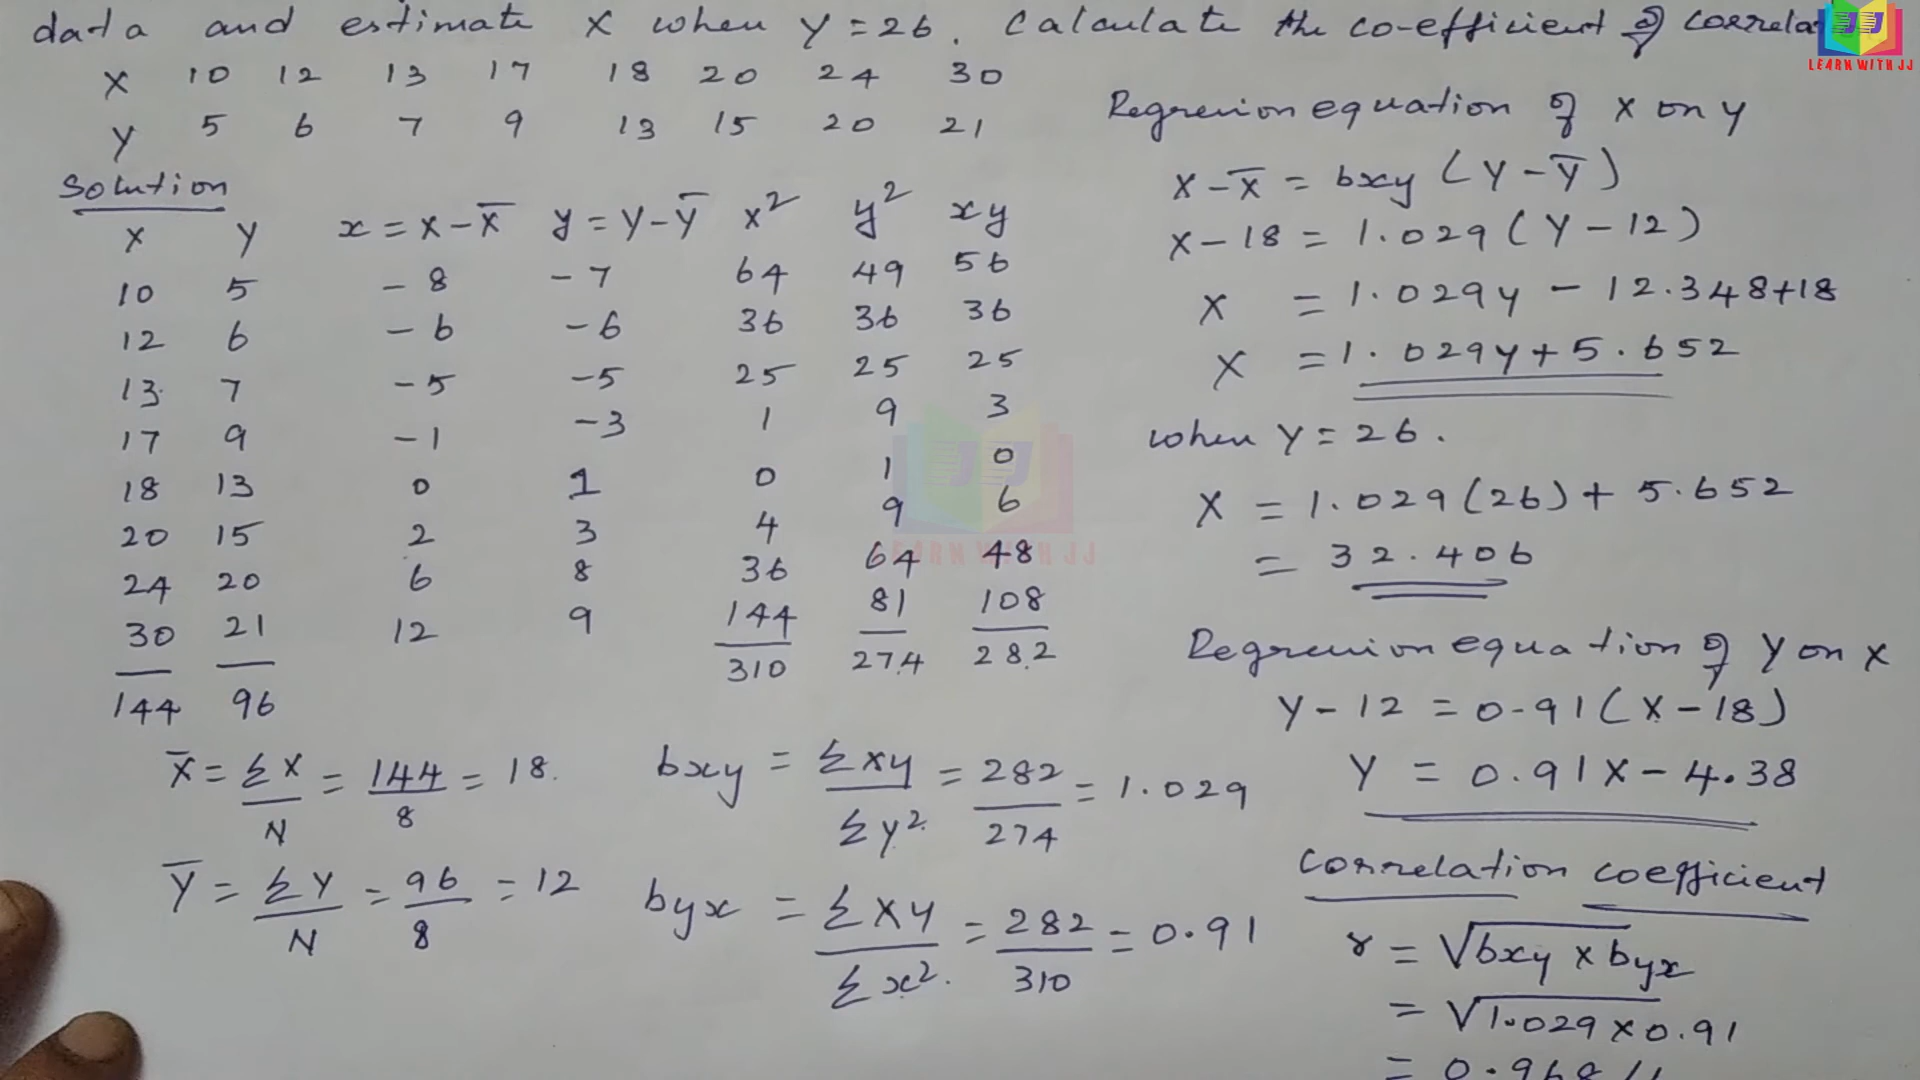 data and estimate X when Y = 26. Calculate the co-efficient of correlat
LEARN WITH JJ
X 10 12 13 17 18 20 24 30
Y 5 6 7 9 13 15 20 21
Solution
X Y x = X - X̅ y = Y - Y̅ x² y² xy
10 5 -8 -7 64 49 56
12 6 -6 -6 36 36 36
13 7 -5 -5 25 25 25
17 9 -1 -3 1 9 3
18 13 0 1 0 1 0
20 15 2 3 4 9 6
24 20 6 8 36 64 48
30 21 12 9 144 81 108
144 96 310 274 282
X̅ = ΣX/N = 144/8 = 18.
Y̅ = ΣY/N = 96/8 = 12
bxy = Σxy/Σy² = 282/274 = 1.029
byx = Σxy/Σx² = 282/310 = 0.91
LEARN WITH JJ
Regression equation of X on Y
X - X̅ = bxy (Y - Y̅)
X - 18 = 1.029 (Y - 12)
X = 1.029y - 12.348 + 18
X = 1.029Y + 5.652
when Y = 26.
X = 1.029(26) + 5.652
= 32.406
Regression equation of Y on X
Y - 12 = 0.91 (X - 18)
Y = 0.91X - 4.38
Correlation coefficient
r = √bxy × byx
= √1.029 × 0.91
= 0.968//